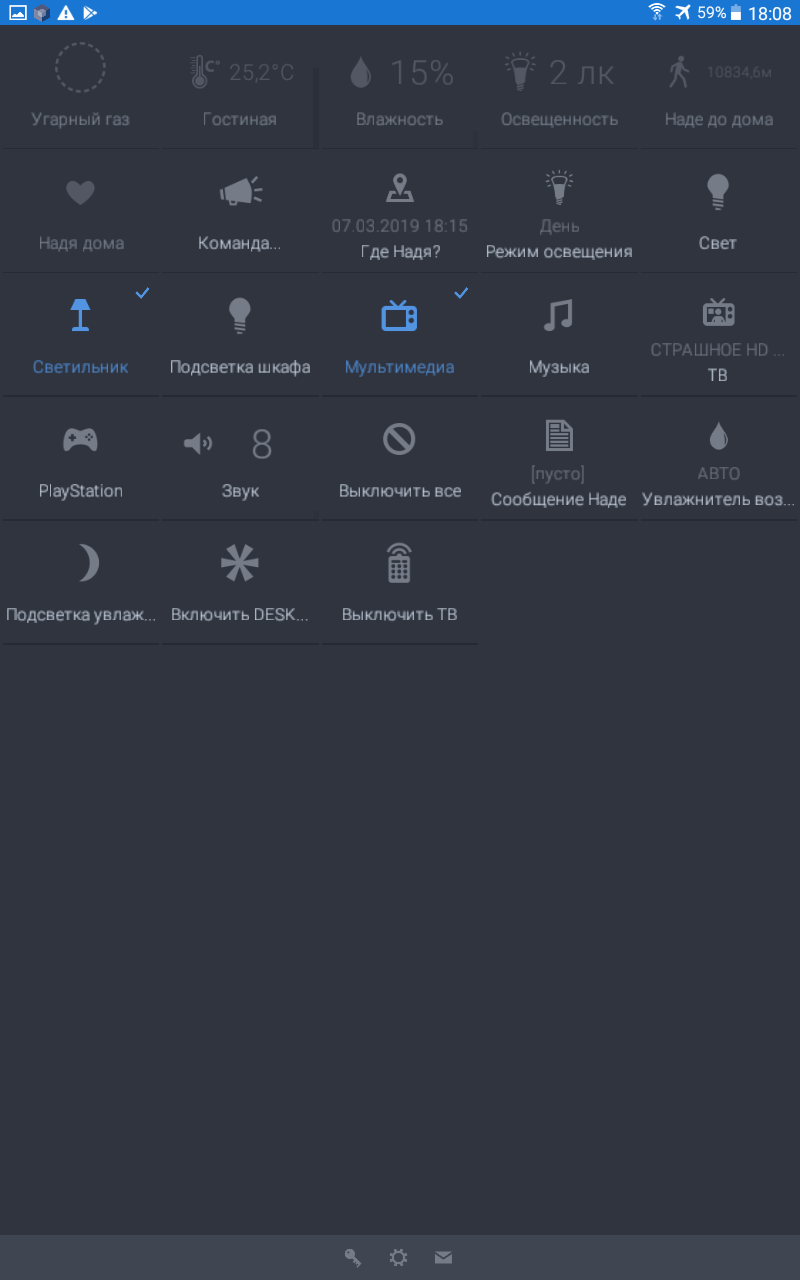 59% 18:08
25,2°C 15% 2 лк 10834,6м
Угарный газ Гостиная Влажность Освещенность Наде до дома
07.03.2019 18:15 День
Надя дома Команда... Где Надя? Режим освещения Свет
СТРАШНОЕ HD ...
Светильник Подсветка шкафа Мультимедиа Музыка ТВ
8 [пусто] АВТО
PlayStation Звук Выключить все Сообщение Наде Увлажнитель воз...
Подсветка увлаж... Включить DESK... Выключить ТВ